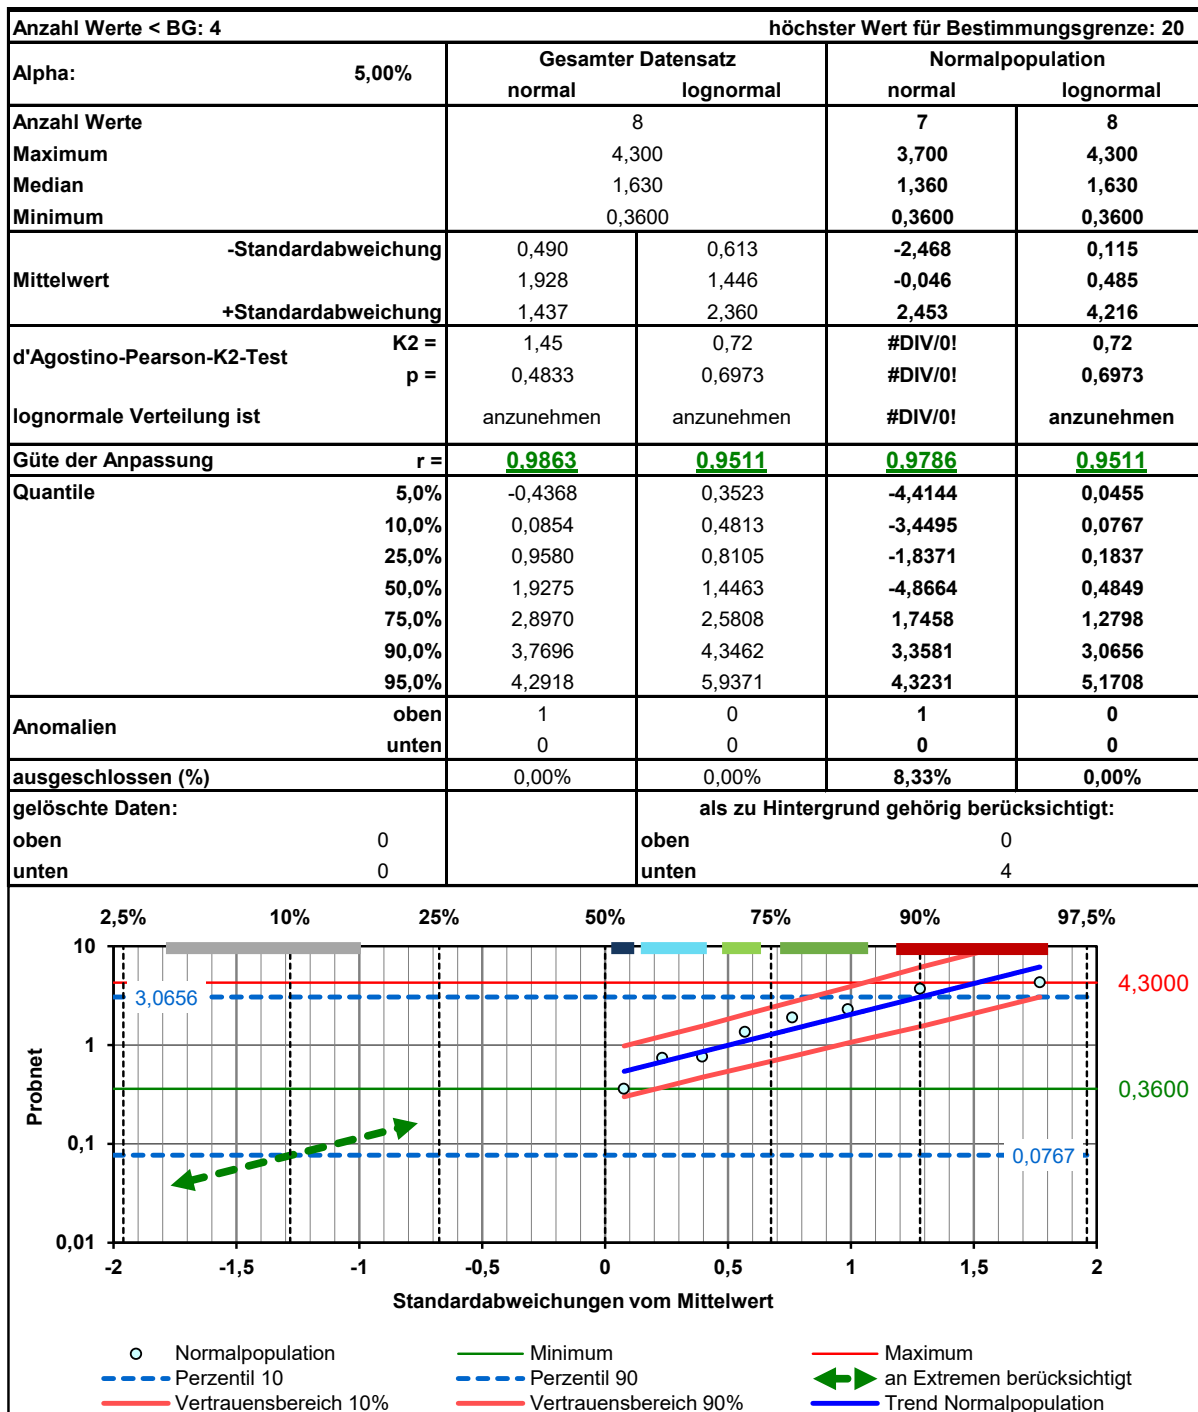 Anzahl Werte < BG: 4 höchster Wert für Bestimmungsgrenze: 20
Alpha: 5,00% Gesamter Datensatz Normalpopulation
normal lognormal normal lognormal
Anzahl Werte 8 7 8
Maximum 4,300 3,700 4,300
Median 1,630 1,360 1,630
Minimum 0,3600 0,3600 0,3600
-Standardabweichung 0,490 0,613 -2,468 0,115
Mittelwert 1,928 1,446 -0,046 0,485
+Standardabweichung 1,437 2,360 2,453 4,216
d'Agostino-Pearson-K2-Test K2 = 1,45 0,72 #DIV/0! 0,72
p = 0,4833 0,6973 #DIV/0! 0,6973
lognormale Verteilung ist anzunehmen anzunehmen #DIV/0! anzunehmen
Güte der Anpassung r = 0,9863 0,9511 0,9786 0,9511
Quantile 5,0% -0,4368 0,3523 -4,4144 0,0455
10,0% 0,0854 0,4813 -3,4495 0,0767
25,0% 0,9580 0,8105 -1,8371 0,1837
50,0% 1,9275 1,4463 -4,8664 0,4849
75,0% 2,8970 2,5808 1,7458 1,2798
90,0% 3,7696 4,3462 3,3581 3,0656
95,0% 4,2918 5,9371 4,3231 5,1708
Anomalien oben 1 0 1 0
unten 0 0 0 0
ausgeschlossen (%) 0,00% 0,00% 8,33% 0,00%
gelöschte Daten: als zu Hintergrund gehörig berücksichtigt:
oben 0 oben 0
unten 0 unten 4
2,5% 10% 25% 50% 75% 90% 97,5%
10
3,0656 4,3000
1
0,3600
0,1
0,0767
0,01
-2 -1,5 -1 -0,5 0 0,5 1 1,5 2
Probnet
Standardabweichungen vom Mittelwert
Normalpopulation Minimum Maximum
Perzentil 10 Perzentil 90 an Extremen berücksichtigt
Vertrauensbereich 10% Vertrauensbereich 90% Trend Normalpopulation